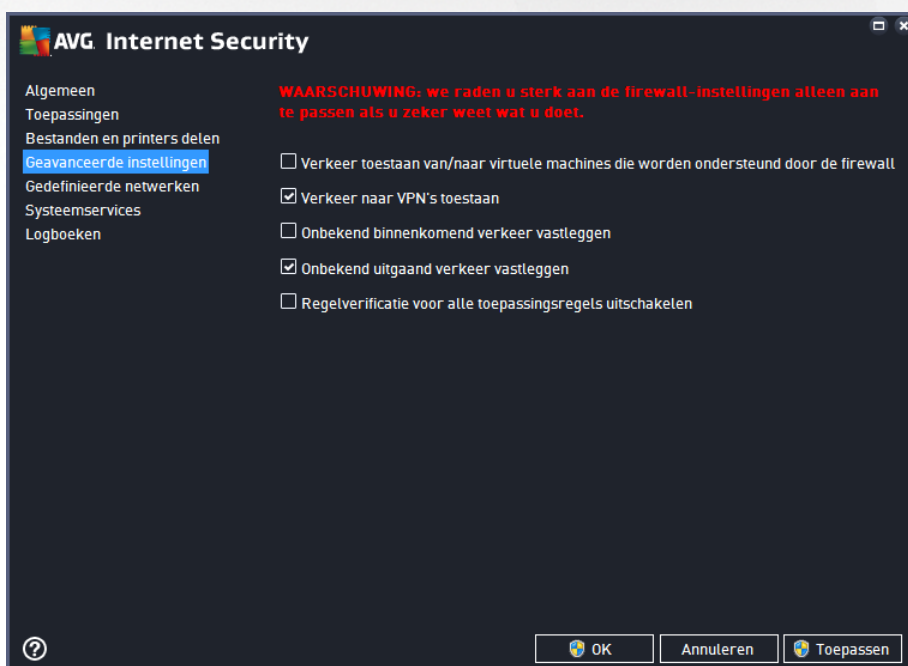 AVG. Internet Security
Algemeen
Toepassingen
Bestanden en printers delen
Geavanceerde instellingen
Gedefinieerde netwerken
Systeemservices
Logboeken
WAARSCHUWING: we raden u sterk aan de firewall-instellingen alleen aan
te passen als u zeker weet wat u doet.
Verkeer toestaan van/naar virtuele machines die worden ondersteund door de firewall
Verkeer naar VPN's toestaan
Onbekend binnenkomend verkeer vastleggen
Onbekend uitgaand verkeer vastleggen
Regelverificatie voor alle toepassingsregels uitschakelen
?
OK
Annuleren
Toepassen